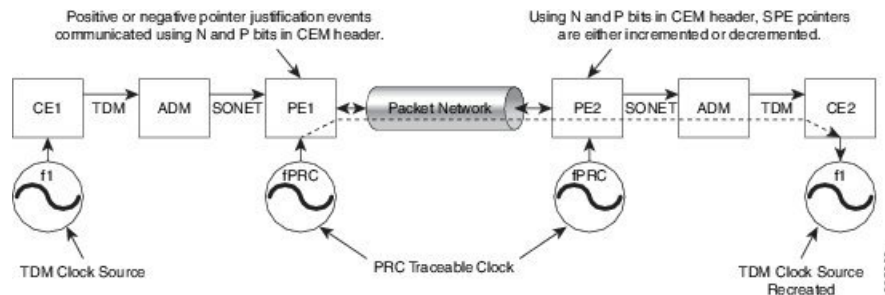 Positive or negative pointer justification events
communicated using N and P bits in CEM header.
Using N and P bits in CEM header, SPE pointers
are either incremented or decremented.
CE1
TDM
ADM
SONET
PE1
Packet Network
PE2
SONET
ADM
TDM
CE2
f1
fPRC
fPRC
f1
TDM Clock Source
PRC Traceable Clock
TDM Clock Source
Recreated